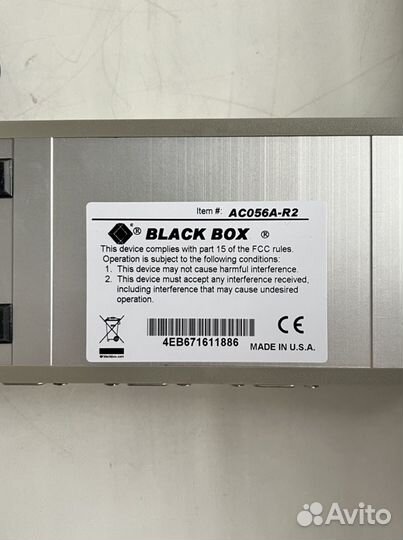 Item #: AC056A-R2
® BLACK BOX ®
This device complies with part 15 of the FCC rules.
Operation is subject to the following conditions:
1. This device may not cause harmful interference.
2. This device must accept any interference received,
including interference that may cause undesired
operation.
4EB671611886
CE
MADE IN U.S.A.
Avito